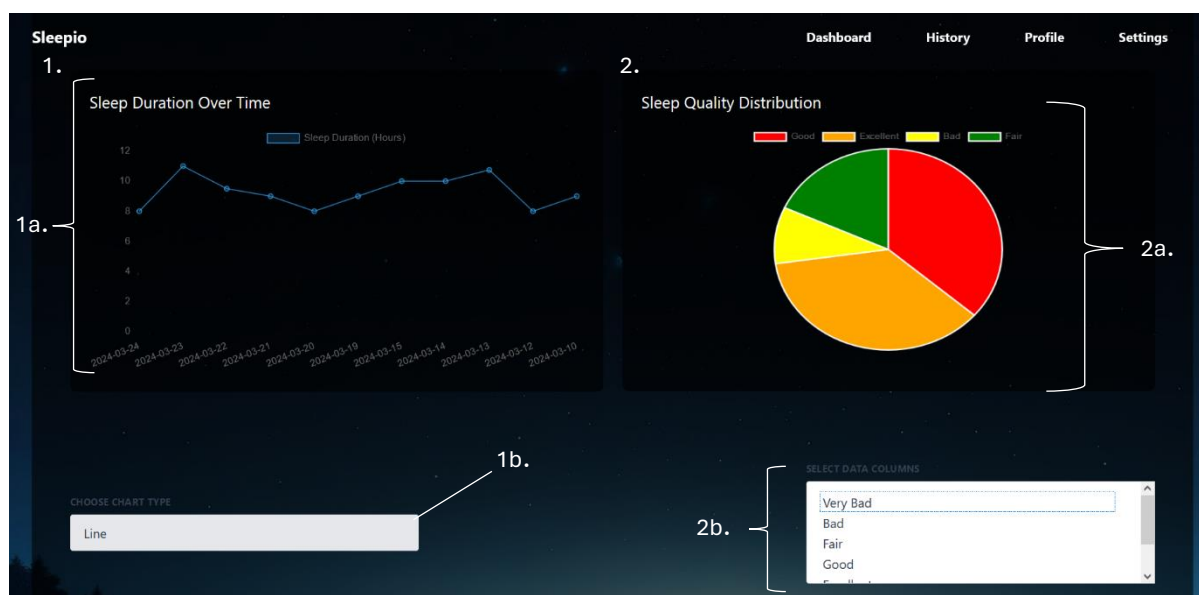 Sleepio
Dashboard History Profile Settings
1.
2.
Sleep Duration Over Time
Sleep Quality Distribution
Sleep Duration (Hours)
Good Excellent Bad Fair
12
10
8
6
4
2
0
2024-03-24 2024-03-23 2024-03-22 2024-03-21 2024-03-20 2024-03-19 2024-03-15 2024-03-14 2024-03-13 2024-03-12 2024-03-10
1a.
2a.
1b.
CHOOSE CHART TYPE
Line
2b.
SELECT DATA COLUMNS
Very Bad
Bad
Fair
Good